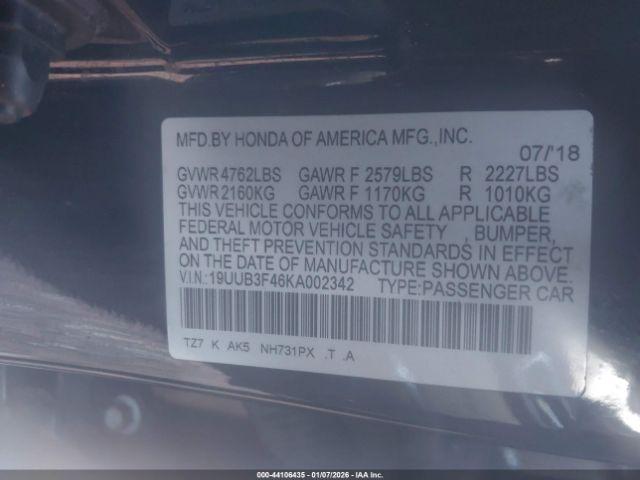 MFD.BY HONDA OF AMERICA MFG.,INC.
07/'18
GVWR 4762LBS GAWR F 2579LBS R 2227LBS
GVWR 2160KG GAWR F 1170KG R 1010KG
THIS VEHICLE CONFORMS TO ALL APPLICABLE
FEDERAL MOTOR VEHICLE SAFETY , BUMPER,
AND THEFT PREVENTION STANDARDS IN EFFECT
ON THE DATE OF MANUFACTURE SHOWN ABOVE.
V.I.N.:19UUB3F46KA002342 TYPE:PASSENGER CAR
TZ7 K AK5 NH731PX .T .A
000-44106435 - 01/07/2026 - IAA Inc.